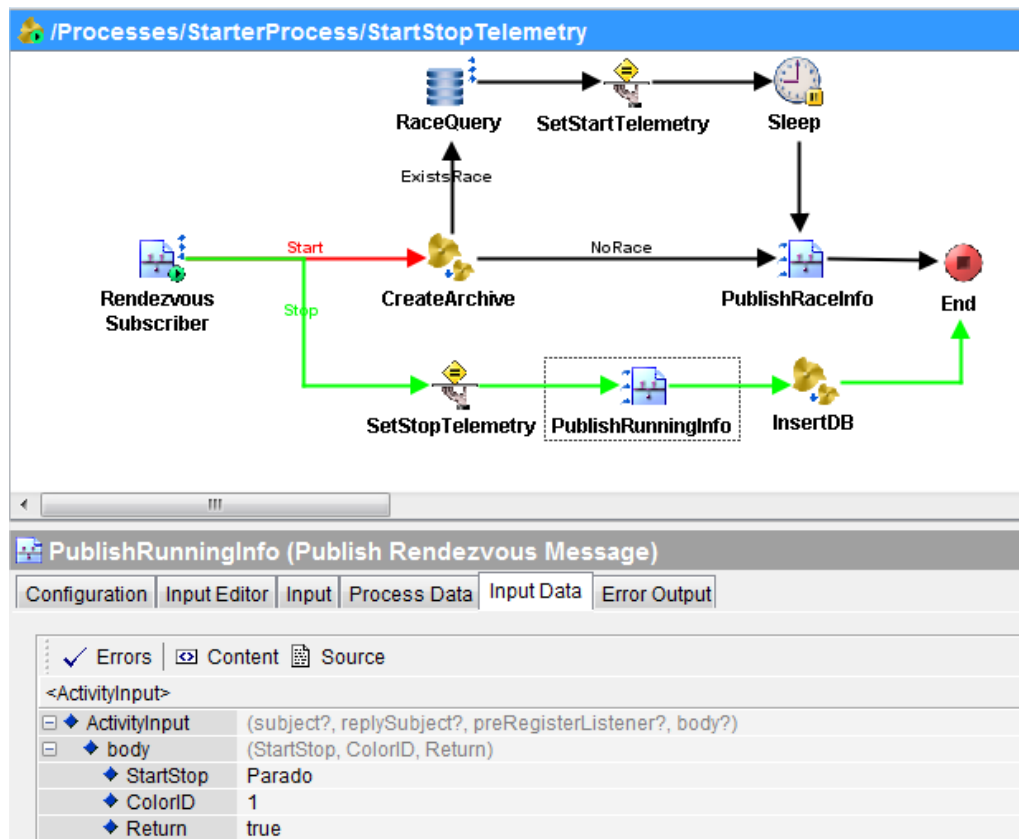 /Processes/StarterProcess/StartStopTelemetry
RaceQuery
SetStartTelemetry
Sleep
ExistsRace
Start
NoRace
Rendezvous
Subscriber
CreateArchive
PublishRaceInfo
End
Stop
SetStopTelemetry
PublishRunningInfo
InsertDB
PublishRunningInfo (Publish Rendezvous Message)
Configuration Input Editor Input Process Data Input Data Error Output
Errors Content Source
<ActivityInput>
ActivityInput (subject?, replySubject?, preRegisterListener?, body?)
body (StartStop, ColorID, Return)
StartStop Parado
ColorID 1
Return true